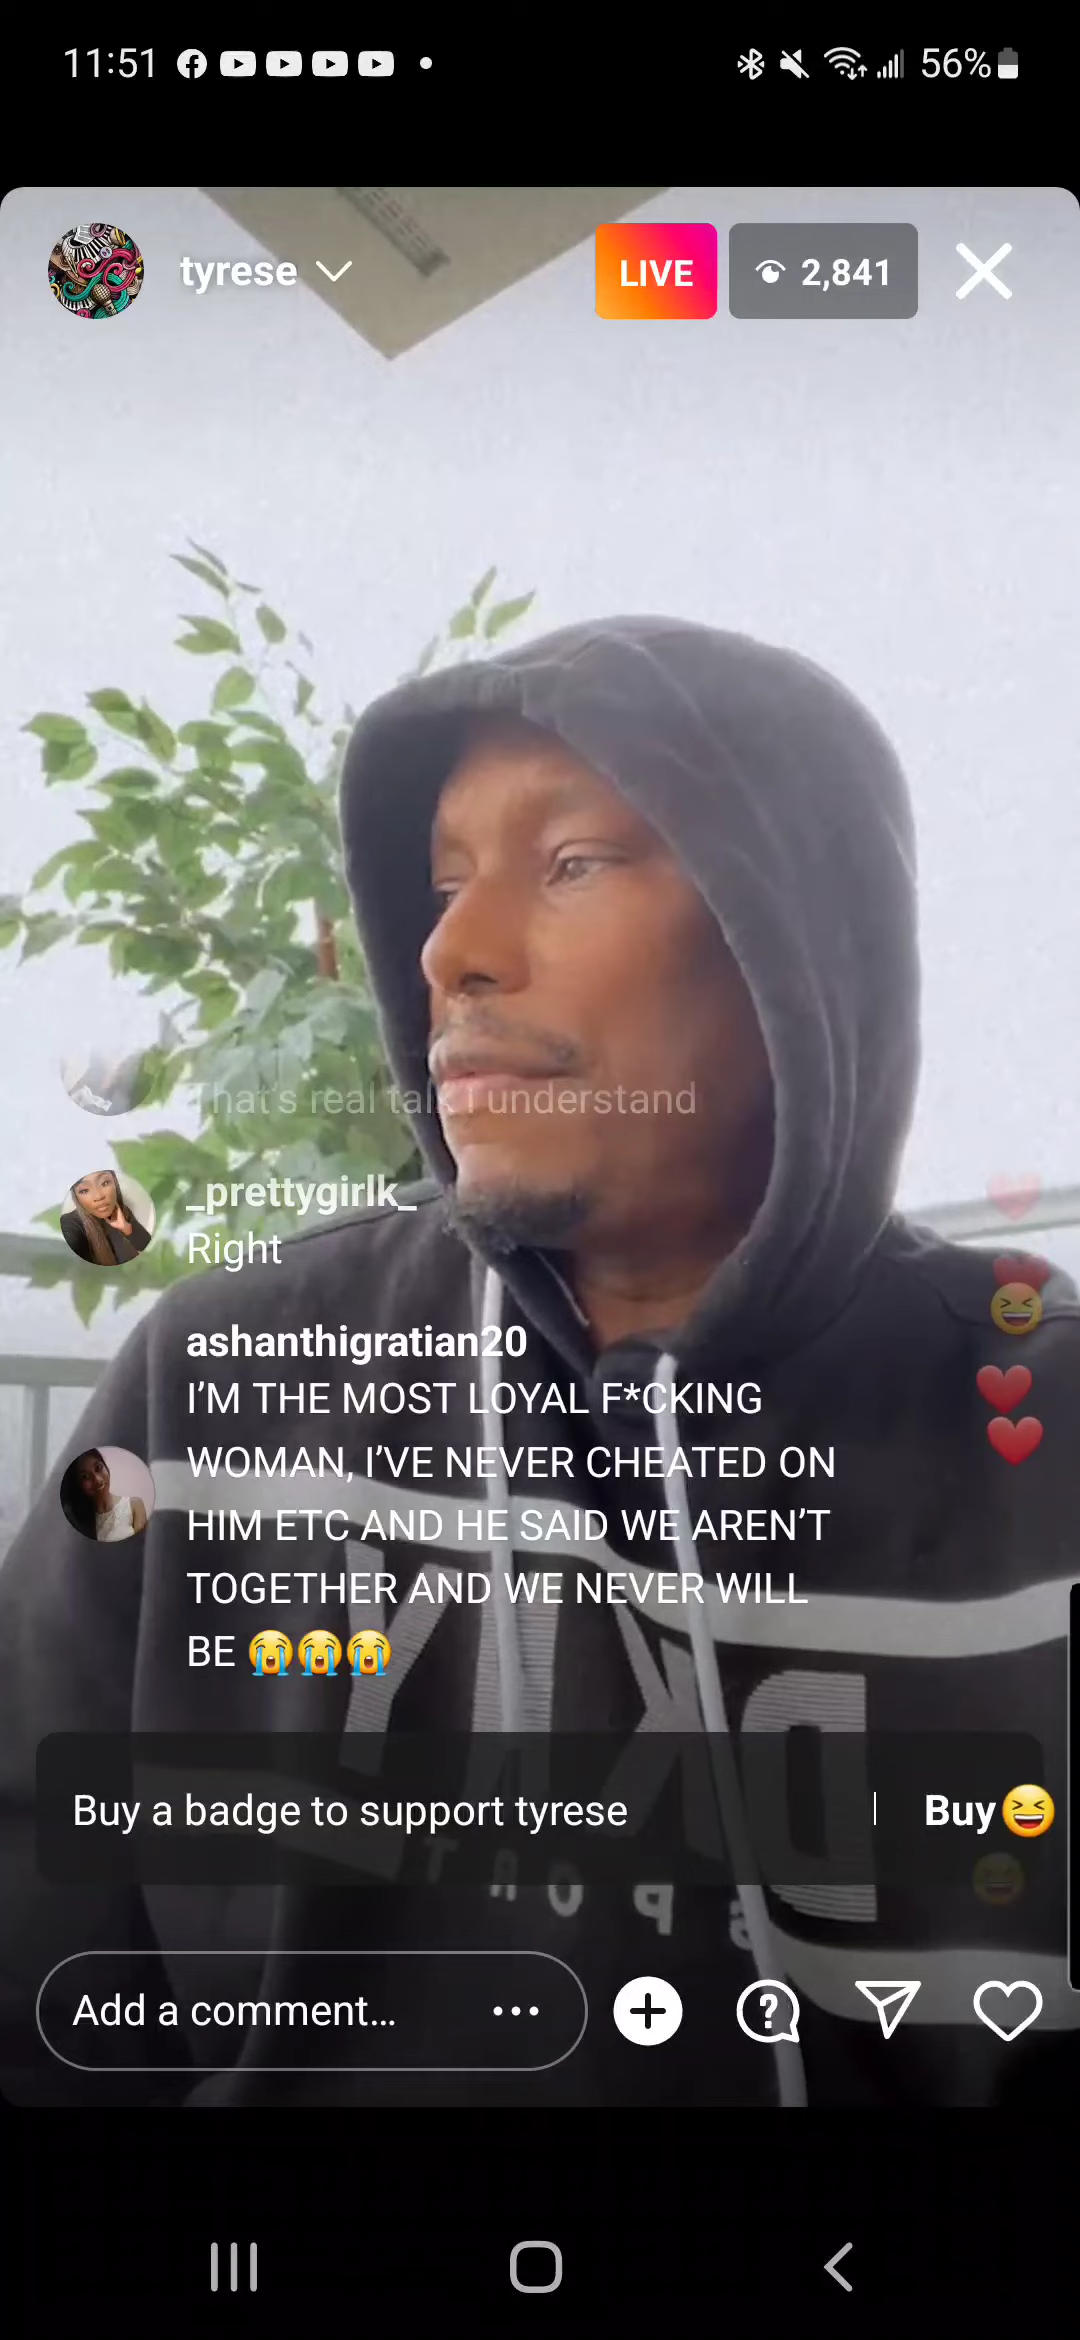 11:51
56%
tyrese
LIVE
2,841
That's real talk i understand
_prettygirlk_
Right
ashanthigratian20
I'M THE MOST LOYAL F*CKING
WOMAN, I'VE NEVER CHEATED ON
HIM ETC AND HE SAID WE AREN'T
TOGETHER AND WE NEVER WILL
BE 😭😭😭
DKNY
SPORT
Buy a badge to support tyrese
Buy
Add a comment...